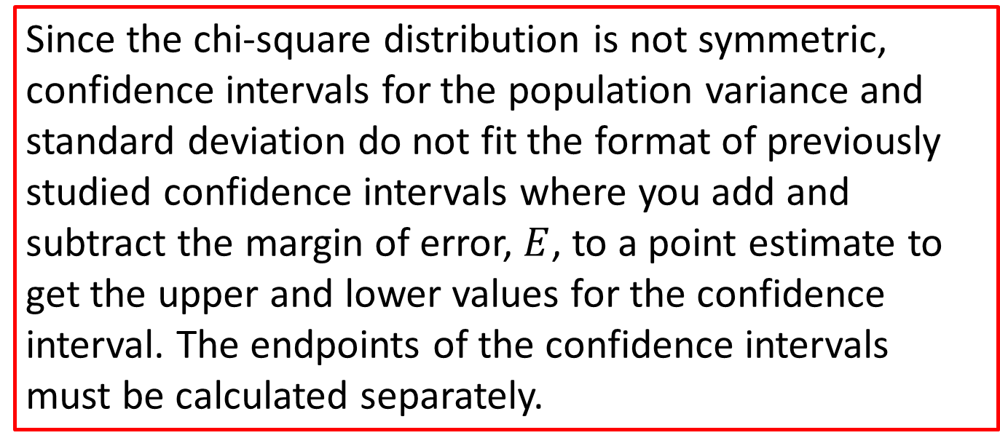 Since the chi-square distribution is not symmetric,
confidence intervals for the population variance and
standard deviation do not fit the format of previously
studied confidence intervals where you add and
subtract the margin of error, E, to a point estimate to
get the upper and lower values for the confidence
interval. The endpoints of the confidence intervals
must be calculated separately.